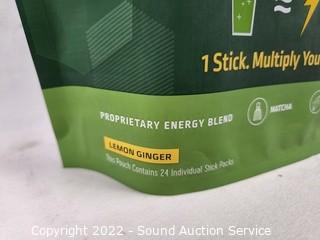 1 Stick. Multiply You
PROPRIETARY ENERGY BLEND
MATCHA
LEMON GINGER
This Pouch Contains 24 Individual Stick Packs
Copyright 2022 - Sound Auction Service